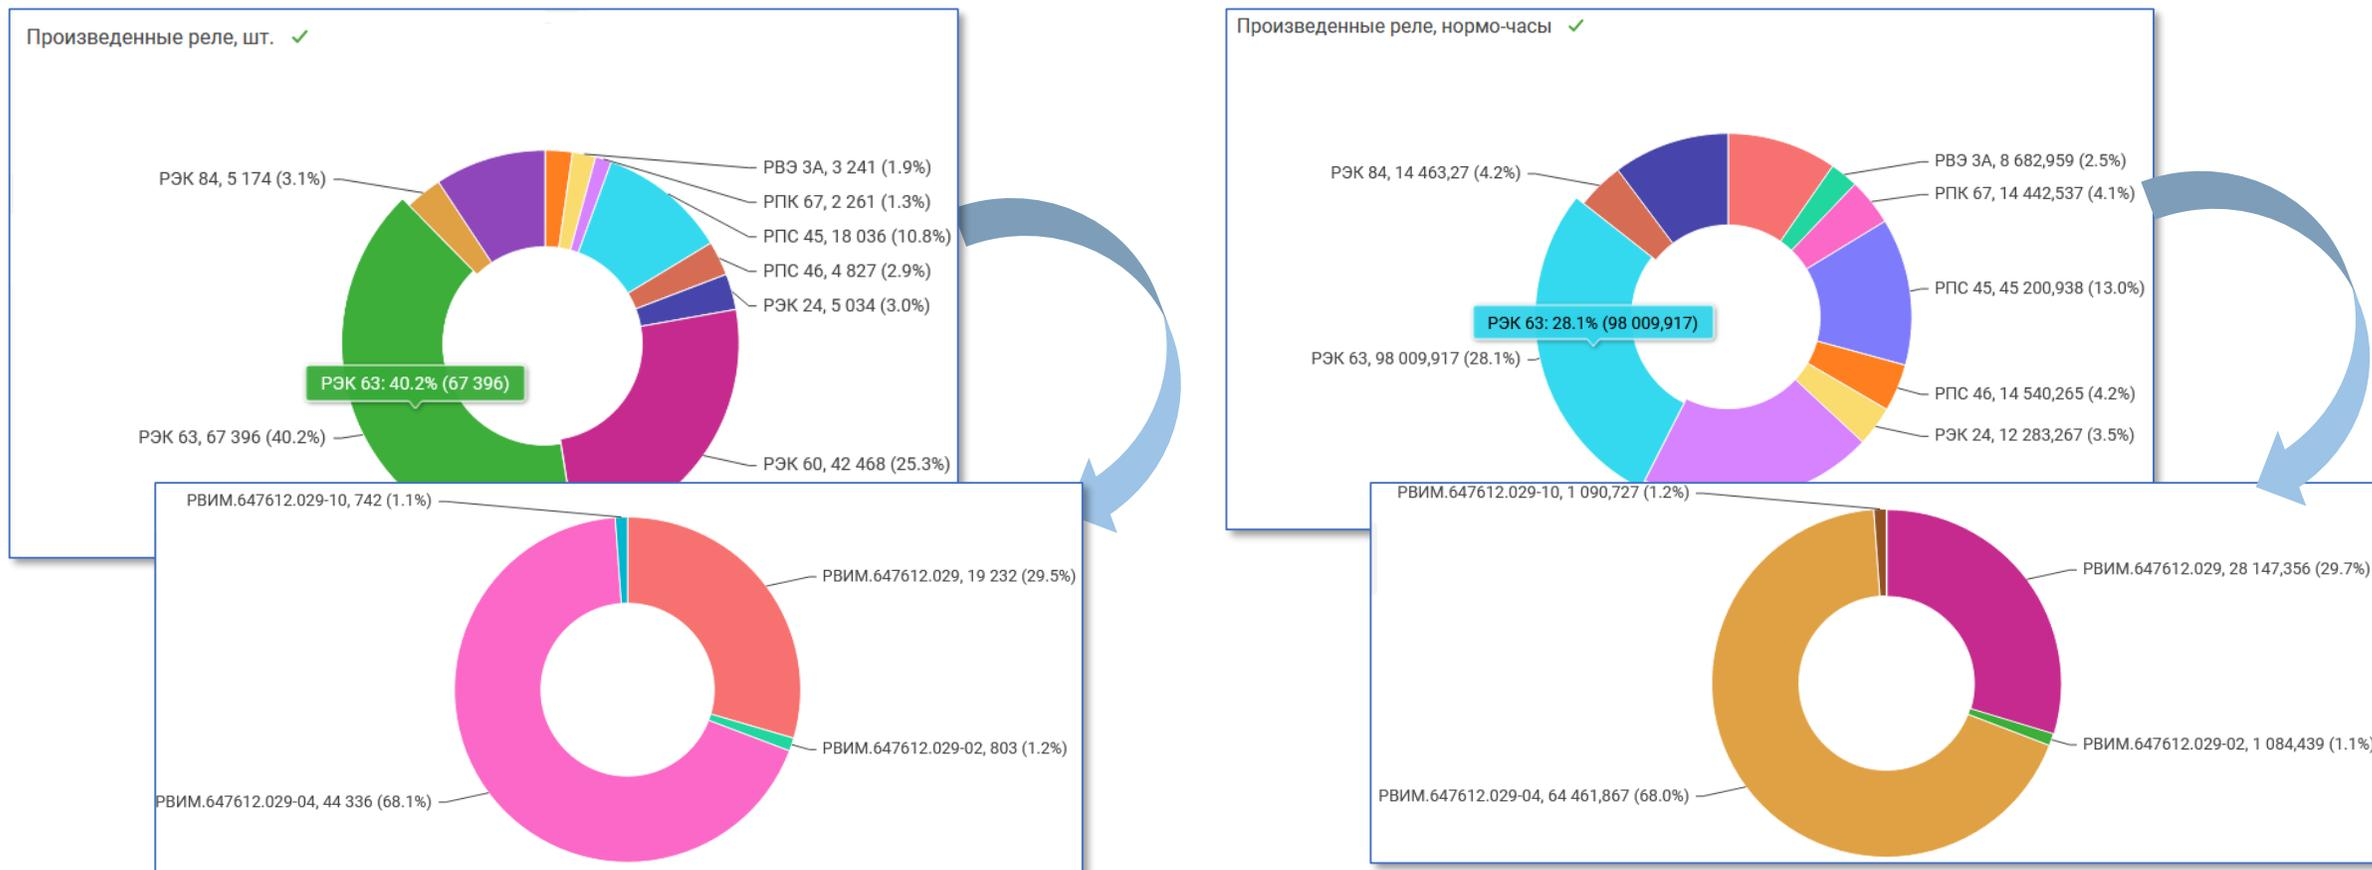 Произведенные реле, шт.
РЭК 84, 5 174 (3.1%)
РВЭ 3А, 3 241 (1.9%)
РПК 67, 2 261 (1.3%)
РПС 45, 18 036 (10.8%)
РПС 46, 4 827 (2.9%)
РЭК 24, 5 034 (3.0%)
РЭК 63: 40.2% (67 396)
РЭК 63, 67 396 (40.2%)
РЭК 60, 42 468 (25.3%)
РВИМ.647612.029-10, 742 (1.1%)
РВИМ.647612.029, 19 232 (29.5%)
РВИМ.647612.029-02, 803 (1.2%)
РВИМ.647612.029-04, 44 336 (68.1%)
Произведенные реле, нормо-часы
РЭК 84, 14 463,27 (4.2%)
РВЭ 3А, 8 682,959 (2.5%)
РПК 67, 14 442,537 (4.1%)
РПС 45, 45 200,938 (13.0%)
РЭК 63: 28.1% (98 009,917)
РЭК 63, 98 009,917 (28.1%)
РПС 46, 14 540,265 (4.2%)
РЭК 24, 12 283,267 (3.5%)
РВИМ.647612.029-10, 1 090,727 (1.2%)
РВИМ.647612.029, 28 147,356 (29.7%)
РВИМ.647612.029-02, 1 084,439 (1.1%)
РВИМ.647612.029-04, 64 461,867 (68.0%)